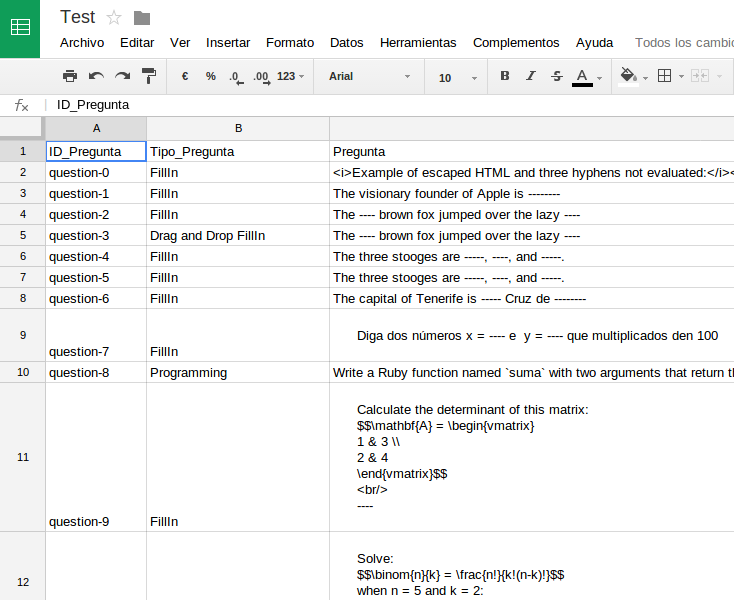 Test
Archivo Editar Ver Insertar Formato Datos Herramientas Complementos Ayuda Todos los cambio
€ % .0 .00 123 Arial 10 B I S A
fx ID_Pregunta
A B
1 ID_Pregunta Tipo_Pregunta Pregunta
2 question-0 FillIn <i>Example of escaped HTML and three hyphens not evaluated:</i><
3 question-1 FillIn The visionary founder of Apple is --------
4 question-2 FillIn The ---- brown fox jumped over the lazy ----
5 question-3 Drag and Drop FillIn The ---- brown fox jumped over the lazy ----
6 question-4 FillIn The three stooges are -----, ----, and -----.
7 question-5 FillIn The three stooges are -----, ----, and -----.
8 question-6 FillIn The capital of Tenerife is ----- Cruz de --------
9 question-7 FillIn Diga dos números x = ---- e y = ---- que multiplicados den 100
10 question-8 Programming Write a Ruby function named `suma` with two arguments that return th
Calculate the determinant of this matrix:
$$\mathbf{A} = \begin{vmatrix}
1 & 3 \\
11 2 & 4
\end{vmatrix}$$
<br/>
----
question-9 FillIn
Solve:
$$\binom{n}{k} = \frac{n!}{k!(n-k)!}$$
12 when n = 5 and k = 2: